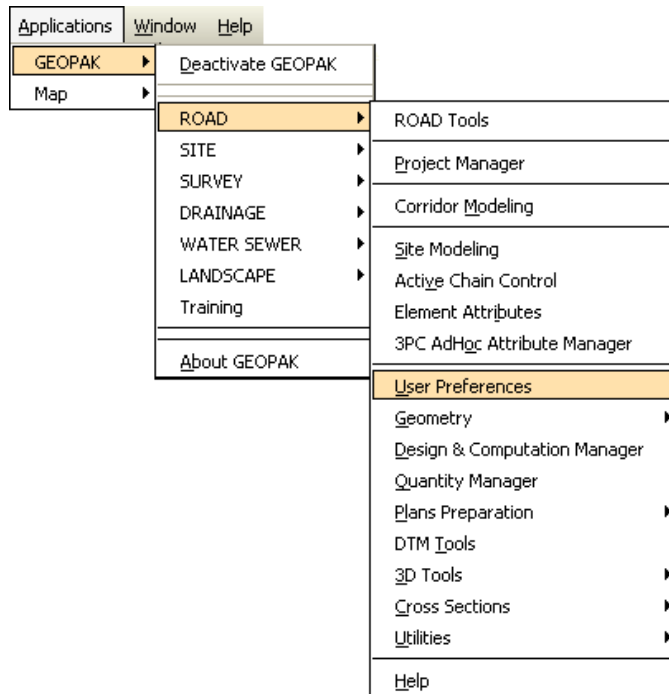 Applications Window Help
GEOPAK
Map
Deactivate GEOPAK
ROAD
SITE
SURVEY
DRAINAGE
WATER SEWER
LANDSCAPE
Training
About GEOPAK
ROAD Tools
Project Manager
Corridor Modeling
Site Modeling
Active Chain Control
Element Attributes
3PC AdHoc Attribute Manager
User Preferences
Geometry
Design & Computation Manager
Quantity Manager
Plans Preparation
DTM Tools
3D Tools
Cross Sections
Utilities
Help